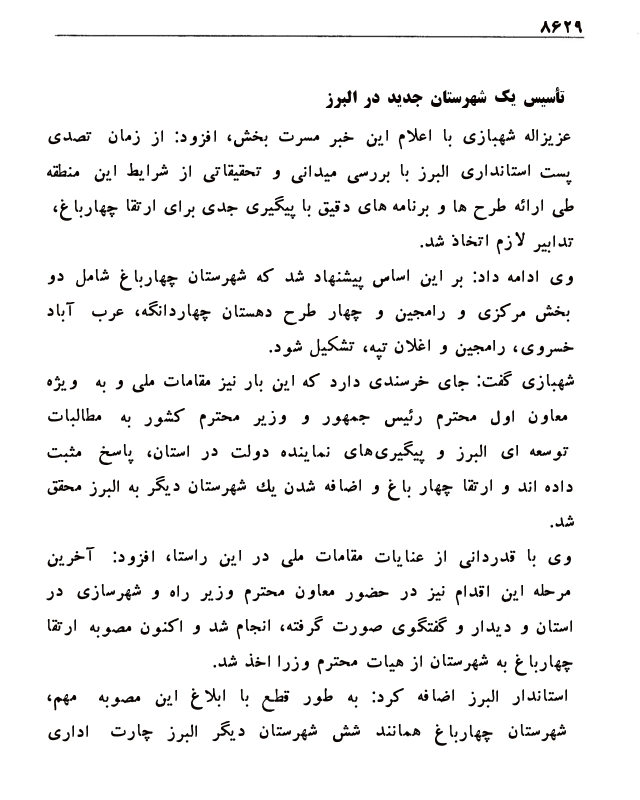 ۸۶۲۹
تأسیس یک شهرستان جدید در البرز
عزیزاله شهبازی با اعلام این خبر مسرت بخش، افزود: از زمان تصدی
پست استانداری البرز با بررسی میدانی و تحقیقاتی از شرایط این منطقه
طی ارائه طرح ها و برنامه های دقیق با پیگیری جدی برای ارتقا چهارباغ،
تدابیر لازم اتخاذ شد.
وی ادامه داد: بر این اساس پیشنهاد شد که شهرستان چهارباغ شامل دو
بخش مرکزی و رامجین و چهار طرح دهستان چهاردانگه، عرب آباد
خسروی، رامجین و اغلان تپه، تشکیل شود.
شهبازی گفت: جای خرسندی دارد که این بار نیز مقامات ملی و به ویژه
معاون اول محترم رئیس جمهور و وزیر محترم کشور به مطالبات
توسعه ای البرز و پیگیری‌های نماینده دولت در استان، پاسخ مثبت
داده اند و ارتقا چهار باغ و اضافه شدن یك شهرستان دیگر به البرز محقق
شد.
وی با قدردانی از عنایات مقامات ملی در این راستا، افزود: آخرین
مرحله این اقدام نیز در حضور معاون محترم وزیر راه و شهرسازی در
استان و دیدار و گفتگوی صورت گرفته، انجام شد و اکنون مصوبه ارتقا
چهارباغ به شهرستان از هیات محترم وزرا اخذ شد.
استاندار البرز اضافه کرد: به طور قطع با ابلاغ این مصوبه مهم،
شهرستان چهارباغ همانند شش شهرستان دیگر البرز چارت اداری